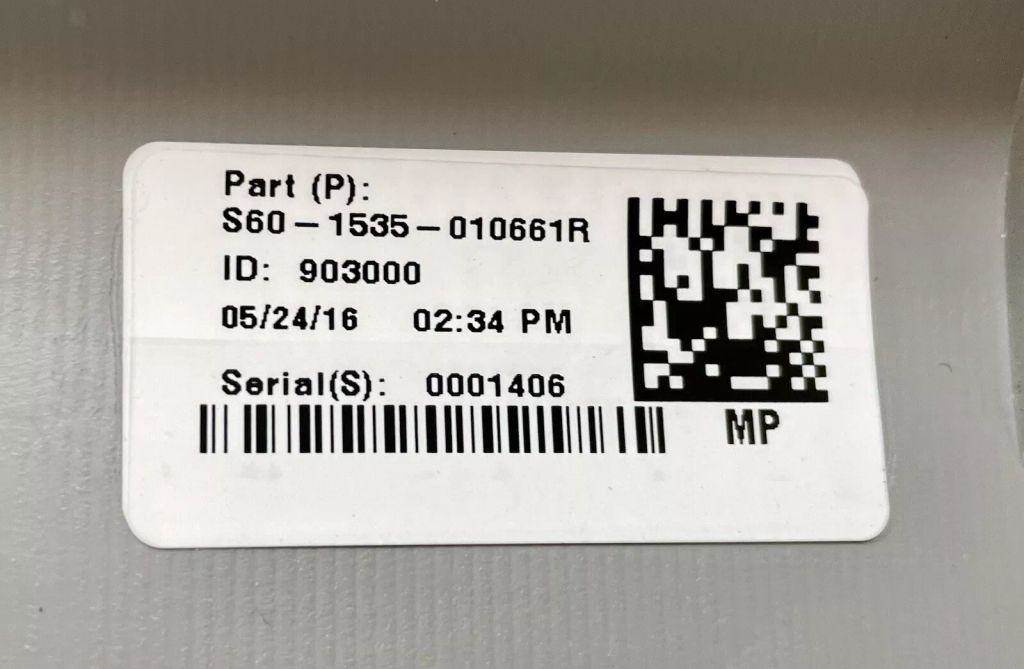 Part (P):
S60-1535-010661R
ID: 903000
05/24/16 02:34 PM
Serial(S): 0001406
MP